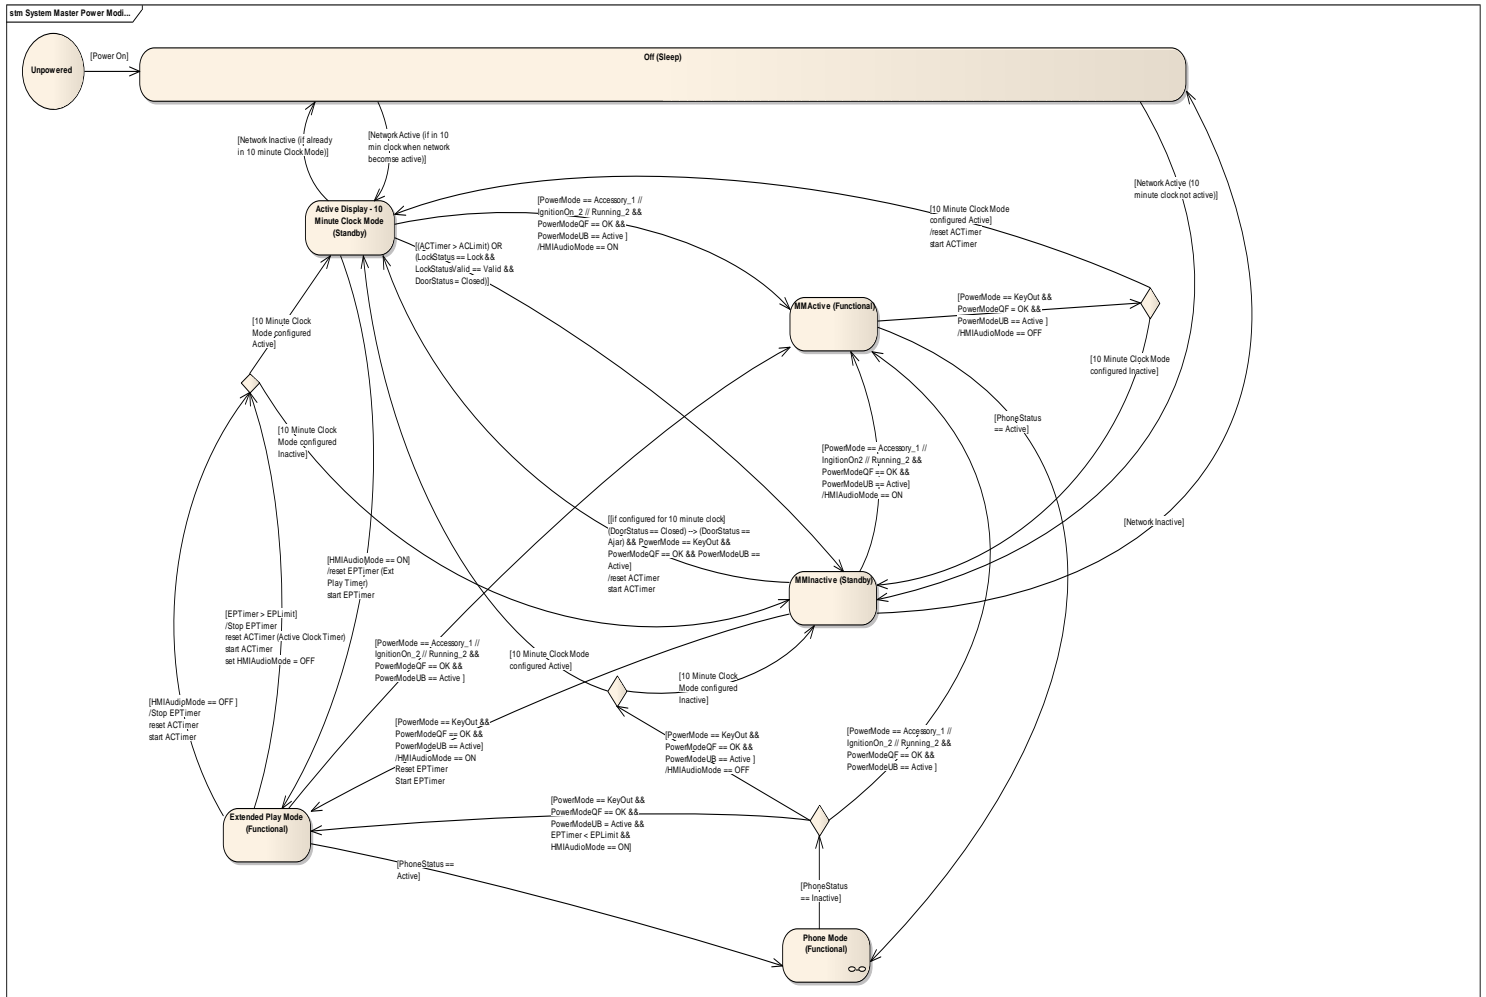 stm System Master Power Modi...
Unpowered
[Power On]
Off (Sleep)
[Network Inactive (if already
in 10 minute Clock Mode)]
[Network Active (if in 10
min clock when network
becomse active)]
Active Display - 10
Minute Clock Mode
(Standby)
[PowerMode == Accessory_1 //
IgnitionOn_2 // Running_2 &&
PowerModeQF == OK &&
PowerModeUB == Active ]
/HMIAudioMode == ON
[(ACTimer > ACLimit) OR
(LockStatus == Lock &&
LockStatusValid == Valid &&
DoorStatus = Closed)]
[10 Minute Clock Mode
configured Active]
/reset ACTimer
start ACTimer
[Network Active (10
minute clock not active)]
MMActive (Functional)
[PowerMode == KeyOut &&
PowerModeQF = OK &&
PowerModeUB == Active ]
/HMIAudioMode == OFF
[10 Minute Clock
Mode configured
Active]
[10 Minute Clock Mode
configured Inactive]
[10 Minute Clock
Mode configured
Inactive]
[PhoneStatus
== Active]
[PowerMode == Accessory_1 //
IngitionOn2 // Running_2 &&
PowerModeQF == OK &&
PowerModeUB == Active]
/HMIAudioMode == ON
[Network Inactive]
[[if configured for 10 minute clock]
(DoorStatus == Closed) --> (DoorStatus ==
Ajar) && PowerMode == KeyOut &&
PowerModeQF == OK && PowerModeUB ==
Active]
/reset ACTimer
start ACTimer
MMInactive (Standby)
[HMIAudioMode == ON]
/reset EPTimer (Ext
Play Timer)
start EPTimer
[EPTimer > EPLimit]
/Stop EPTimer
reset ACTimer (Active Clock Timer)
start ACTimer
set HMIAudioMode = OFF
[PowerMode == Accessory_1 //
IgnitionOn_2 // Running_2 &&
PowerModeQF == OK &&
PowerModeUB == Active ]
[10 Minute Clock Mode
configured Active]
[10 Minute Clock
Mode configured
Inactive]
[HMIAudioMode == OFF ]
/Stop EPTimer
reset ACTimer
start ACTimer
[PowerMode == KeyOut &&
PowerModeQF == OK &&
PowerModeUB == Active]
/HMIAudioMode == ON
Reset EPTimer
Start EPTimer
[PowerMode == KeyOut &&
PowerModeQF == OK &&
PowerModeUB == Active ]
/HMIAudioMode == OFF
[PowerMode == Accessory_1 //
IgnitionOn_2 // Running_2 &&
PowerModeQF == OK &&
PowerModeUB == Active ]
Extended Play Mode
(Functional)
[PowerMode == KeyOut &&
PowerModeQF == OK &&
PowerModeUB = Active &&
EPTimer < EPLimit &&
HMIAudioMode == ON]
[PhoneStatus ==
Active]
[PhoneStatus
== Inactive]
Phone Mode
(Functional)